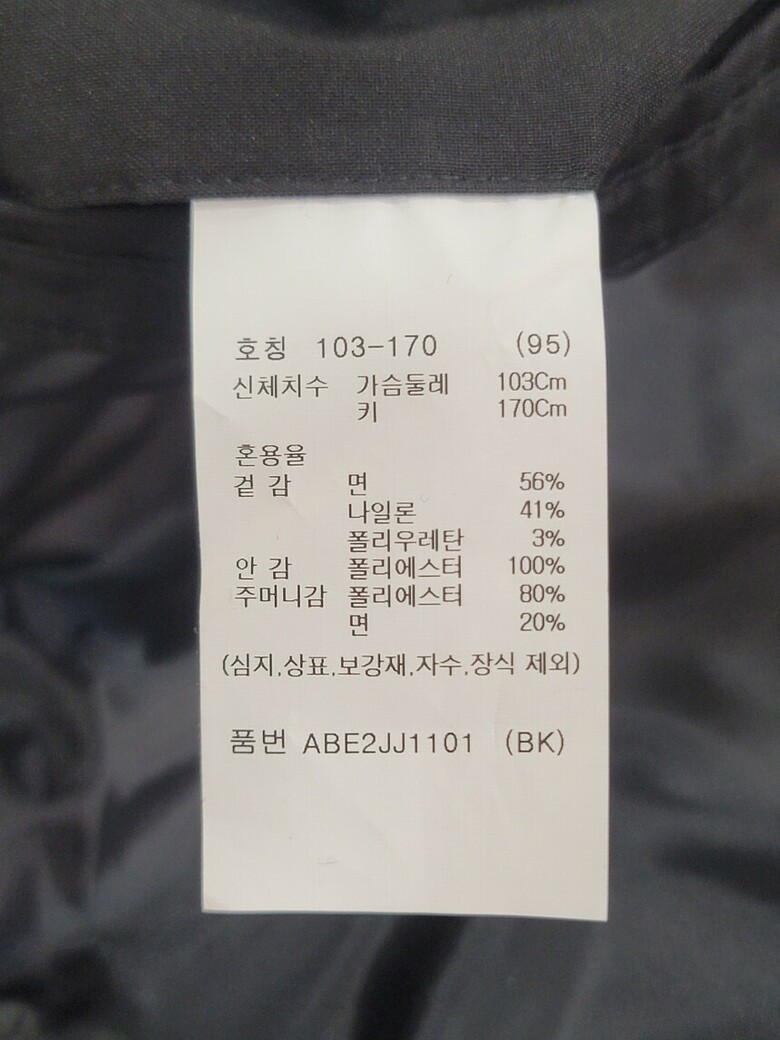 호칭 103-170 (95)
신체치수 가슴둘레 103Cm
키 170Cm
혼용율
겉 감 면 56%
나일론 41%
폴리우레탄 3%
안 감 폴리에스터 100%
주머니감 폴리에스터 80%
면 20%
(심지,상표,보강재,자수,장식 제외)
품번 ABE2JJ1101 (BK)